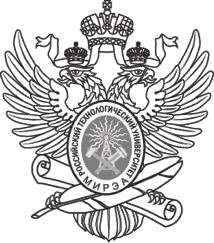 РОССИЙСКИЙ ТЕХНОЛОГИЧЕСКИЙ УНИВЕРСИТЕТ
МИРЭА